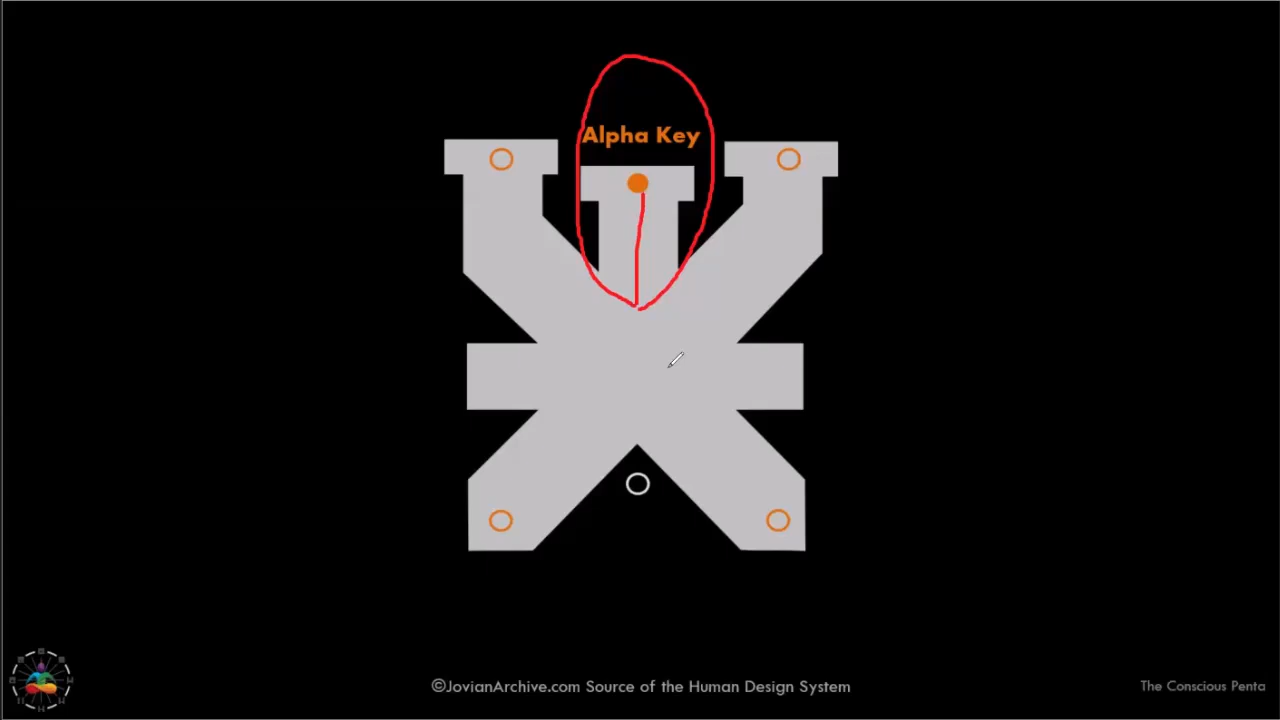 Alpha Key
©JovianArchive.com Source of the Human Design System
The Conscious Penta